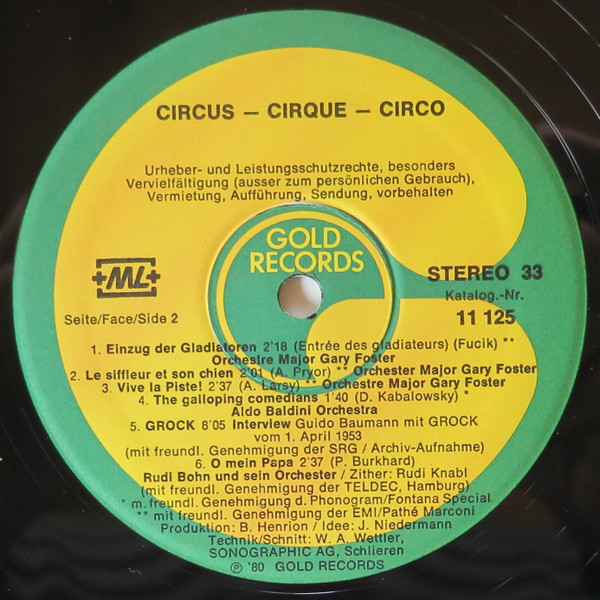 CIRCUS – CIRQUE – CIRCO
Urheber- und Leistungsschutzrechte, besonders
Vervielfältigung (ausser zum persönlichen Gebrauch),
Vermietung, Aufführung, Sendung, vorbehalten
GOLD
RECORDS
+ML+
STEREO 33
Katalog.-Nr.
11 125
Seite/Face/Side 2
1. Einzug der Gladiatoren 2'18 (Entrée des gladiateurs) (Fucik) **
Orchestre Major Gary Foster
2. Le siffleur et son chien 2'01 (A. Pryor) ** Orchester Major Gary Foster
3. Vive la Piste! 2'37 (A. Larsy) ** Orchestre Major Gary Foster
4. The galloping comedians 1'40 (D. Kabalowsky) *
Aldo Baldini Orchestra
5. GROCK 8'05 Interview Guido Baumann mit GROCK
vom 1. April 1953
(mit freundl. Genehmigung der SRG / Archiv-Aufnahme)
6. O mein Papa 2'37 (P. Burkhard)
Rudi Bohn und sein Orchester / Zither: Rudi Knabl
(mit freundl. Genehmigung der TELDEC, Hamburg)
* m. freundl. Genehmigung d. Phonogram/Fontana Special
** mit freundl. Genehmigung der EMI/Pathé Marconi
Produktion: B. Henrion / Idee: J. Niedermann
Technik/Schnitt: W. A. Wettler,
SONOGRAPHIC AG, Schlieren
℗ '80 GOLD RECORDS